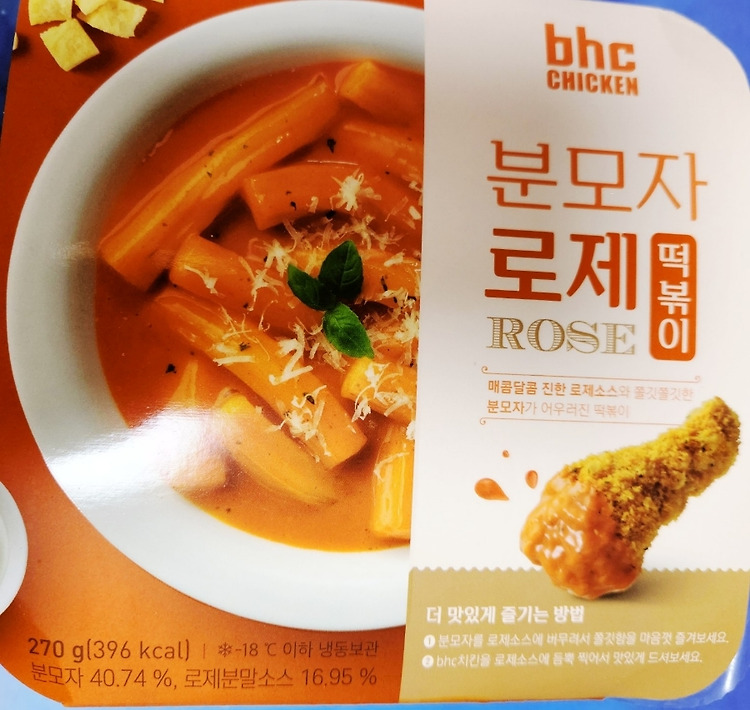 bhc
CHICKEN
분모자
로제 떡볶이
ROSE
매콤달콤 진한 로제소스와 쫄깃쫄깃한
분모자가 어우러진 떡볶이
더 맛있게 즐기는 방법
1 분모자를 로제소스에 버무려서 쫄깃함을 마음껏 즐겨보세요.
2 bhc치킨을 로제소스에 듬뿍 찍어서 맛있게 드셔보세요.
270 g(396 kcal) | ❄-18 ℃ 이하 냉동보관
분모자 40.74 %, 로제분말소스 16.95 %